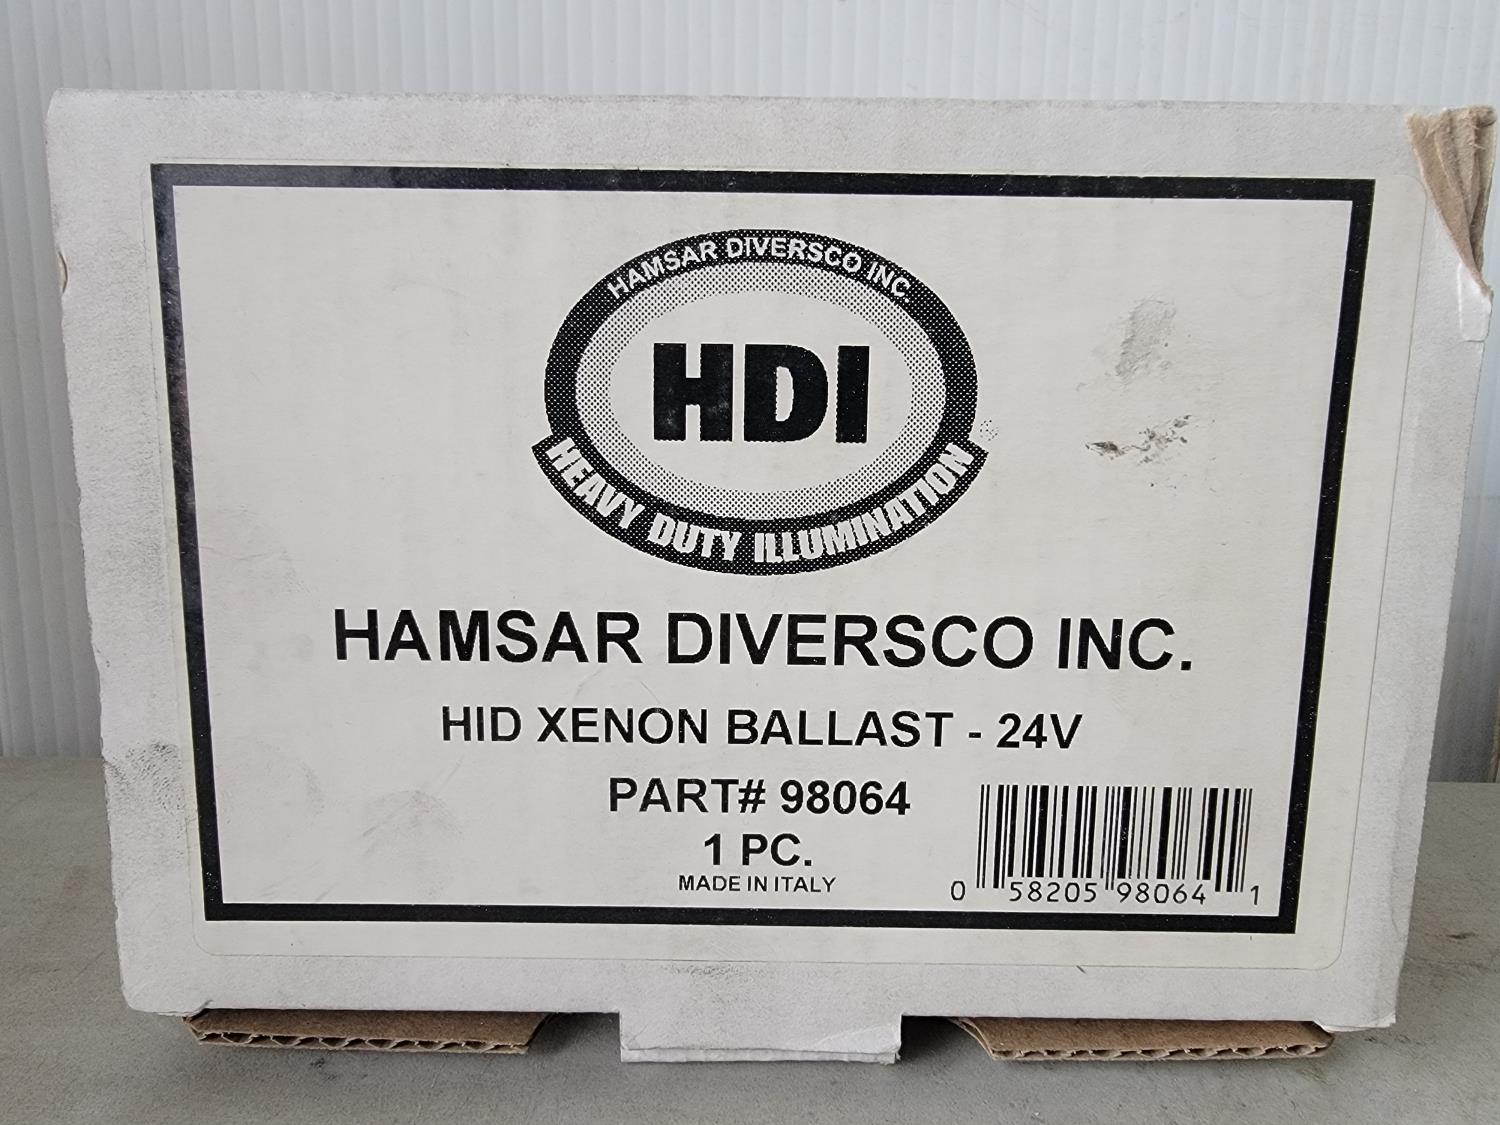 HAMSAR DIVERSCO INC.
HDI
HEAVY DUTY ILLUMINATION
HAMSAR DIVERSCO INC.
HID XENON BALLAST - 24V
PART# 98064
1 PC.
MADE IN ITALY
0 58205 98064 1